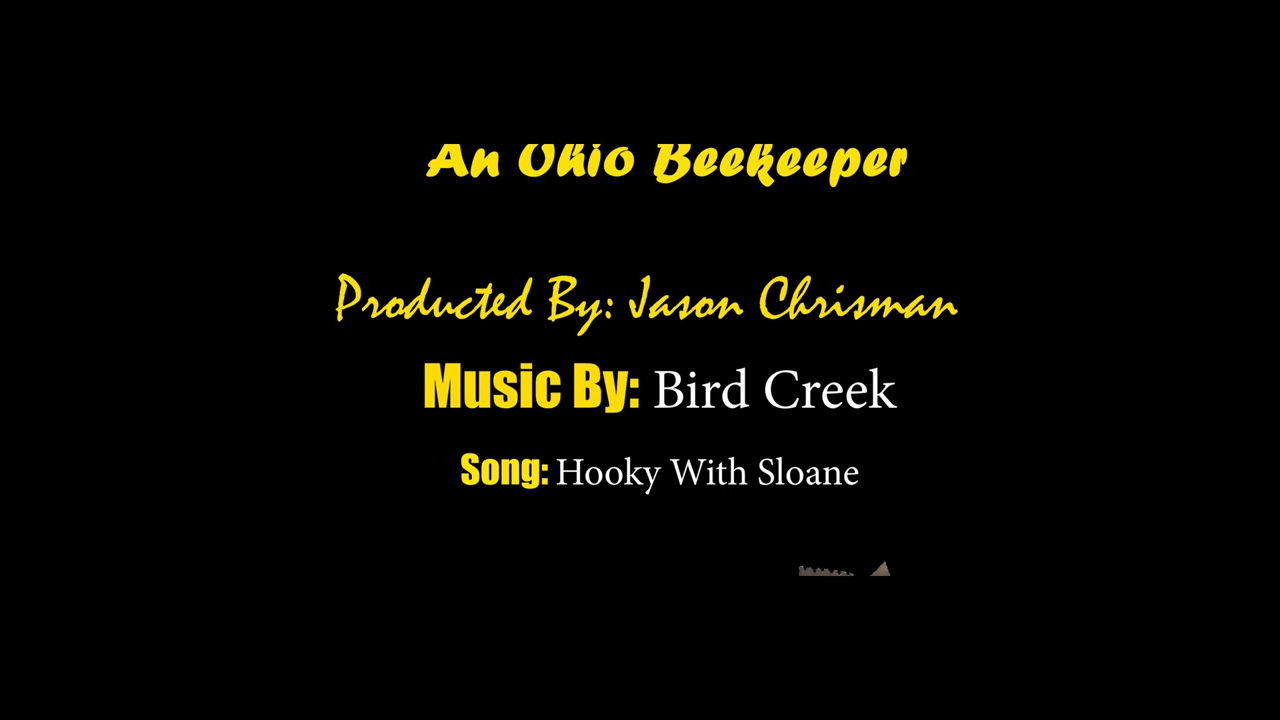 An Ohio Beekeeper
Producted By: Jason Chrisman
Music By: Bird Creek
Song: Hooky With Sloane